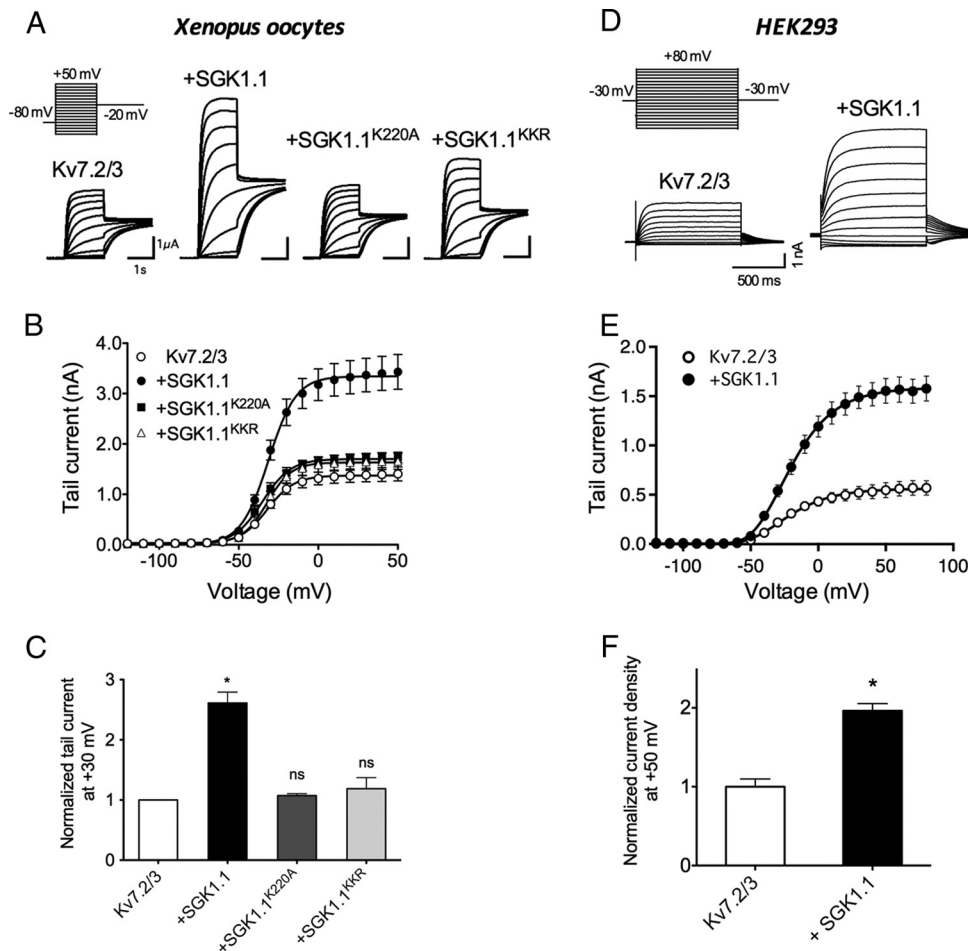 A
Xenopus oocytes
+50 mV
-80 mV
-20 mV
Kv7.2/3
+SGK1.1
+SGK1.1K220A
+SGK1.1KKR
1µA
1s
D
HEK293
+80 mV
-30 mV
-30 mV
+SGK1.1
Kv7.2/3
1 nA
500 ms
B
Tail current (nA)
4.0
3.0
2.0
1.0
0.0
Kv7.2/3
+SGK1.1
+SGK1.1K220A
+SGK1.1KKR
-100
-50
0
50
Voltage (mV)
E
Tail current (nA)
2.0
1.5
1.0
0.5
0.0
Kv7.2/3
+SGK1.1
-100
-50
0
50
100
Voltage (mV)
C
Normalized tail current
at +30 mV
3
2
1
0
*
ns
ns
Kv7.2/3
+SGK1.1
+SGK1.1K220A
+SGK1.1KKR
F
Normalized current density
at +50 mV
2
1
0
*
Kv7.2/3
+ SGK1.1